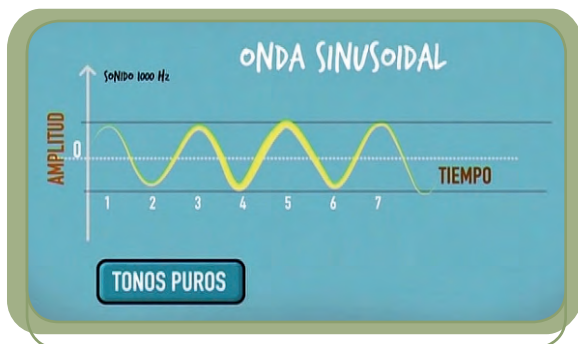 ONDA SINUSOIDAL
SONIDO 1000 Hz
AMPLITUD
0
TIEMPO
1 2 3 4 5 6 7
TONOS PUROS